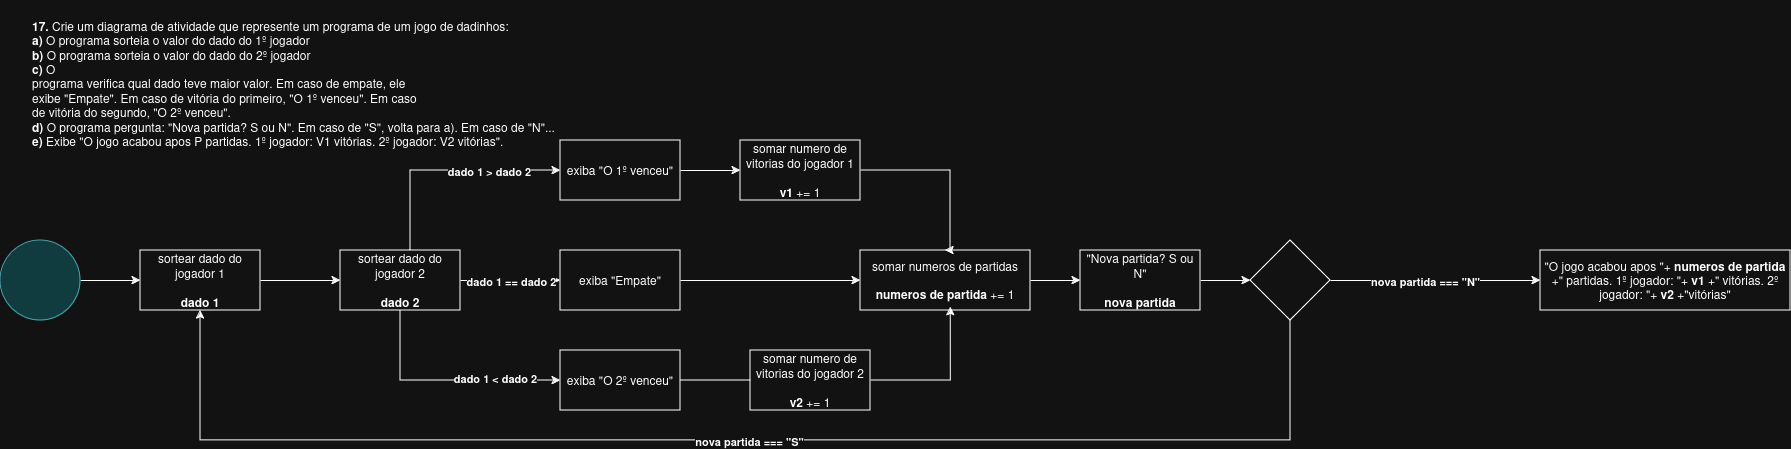 17. Crie um diagrama de atividade que represente um programa de um jogo de dadinhos:
a) O programa sorteia o valor do dado do 1º jogador
b) O programa sorteia o valor do dado do 2º jogador
c) O
programa verifica qual dado teve maior valor. Em caso de empate, ele
exibe "Empate". Em caso de vitória do primeiro, "O 1º venceu". Em caso
de vitória do segundo, "O 2º venceu".
d) O programa pergunta: "Nova partida? S ou N". Em caso de "S", volta para a). Em caso de "N"...
e) Exibe "O jogo acabou apos P partidas. 1º jogador: V1 vitórias. 2º jogador: V2 vitórias".
dado 1 > dado 2
exiba "O 1º venceu"
somar numero de
vitorias do jogador 1
v1 += 1
sortear dado do
jogador 1
dado 1
sortear dado do
jogador 2
dado 2
dado 1 == dado 2
exiba "Empate"
somar numeros de partidas
numeros de partida += 1
"Nova partida? S ou
N"
nova partida
nova partida === "N"
"O jogo acabou apos "+ numeros de partida
+" partidas. 1º jogador: "+ v1 +" vitórias. 2º
jogador: "+ v2 +"vitórias"
dado 1 < dado 2
exiba "O 2º venceu"
somar numero de
vitorias do jogador 2
v2 += 1
nova partida === "S"